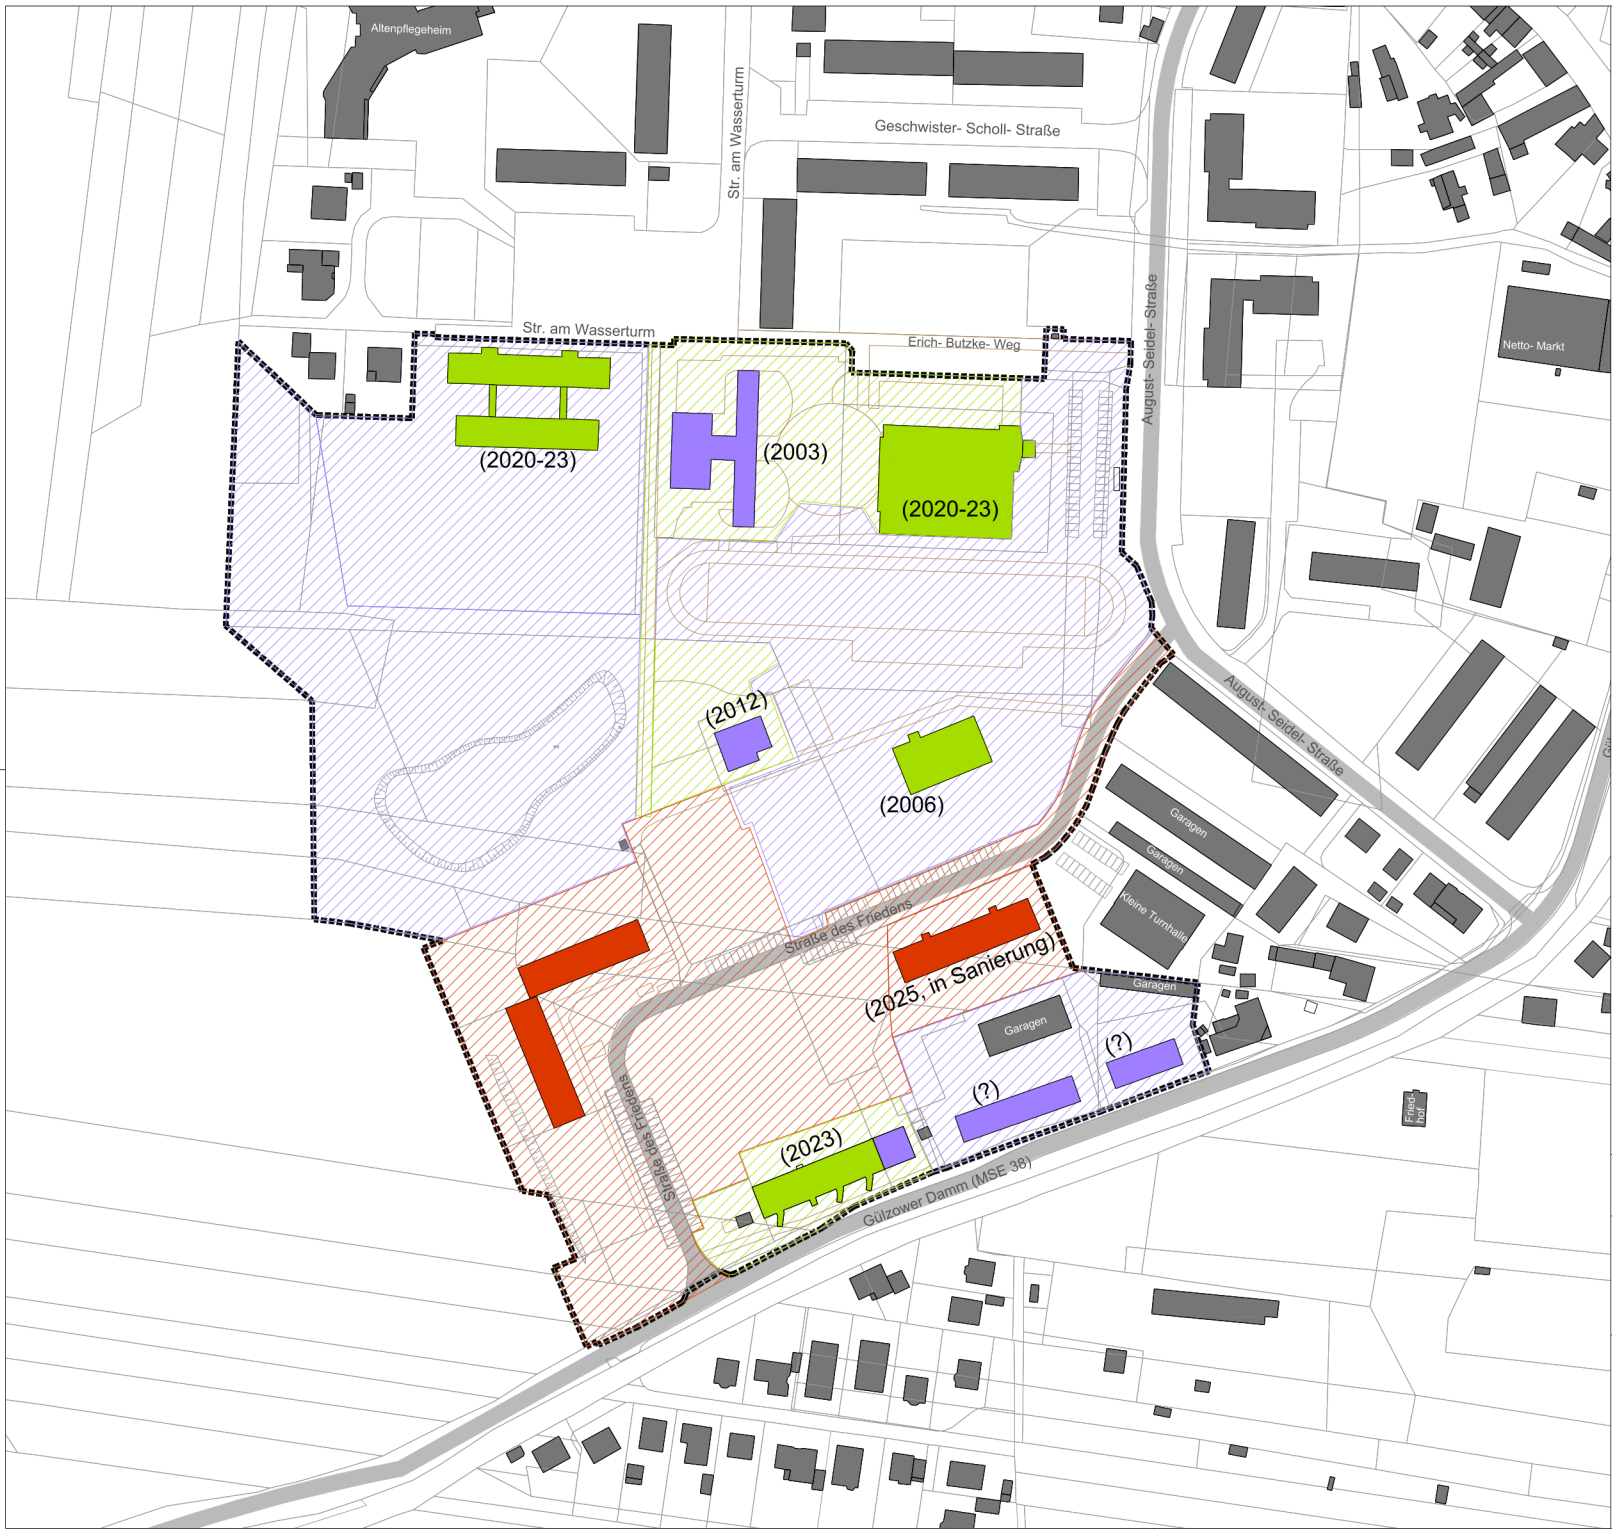 Altenpflegeheim
Str. am Wasserturm
Geschwister- Scholl- Straße
Str. am Wasserturm
Erich- Butzke- Weg
August- Seidel- Straße
Netto- Markt
(2020-23)
(2003)
(2020-23)
(2012)
(2006)
August- Seidel- Straße
Garagen
Garagen
Kleine Turnhalle
Straße des Friedens
(2025, in Sanierung)
Garagen
Garagen
(?)
(?)
Straße des Friedens
(2023)
Fried-
hof
Gülzower Damm (MSE 38)